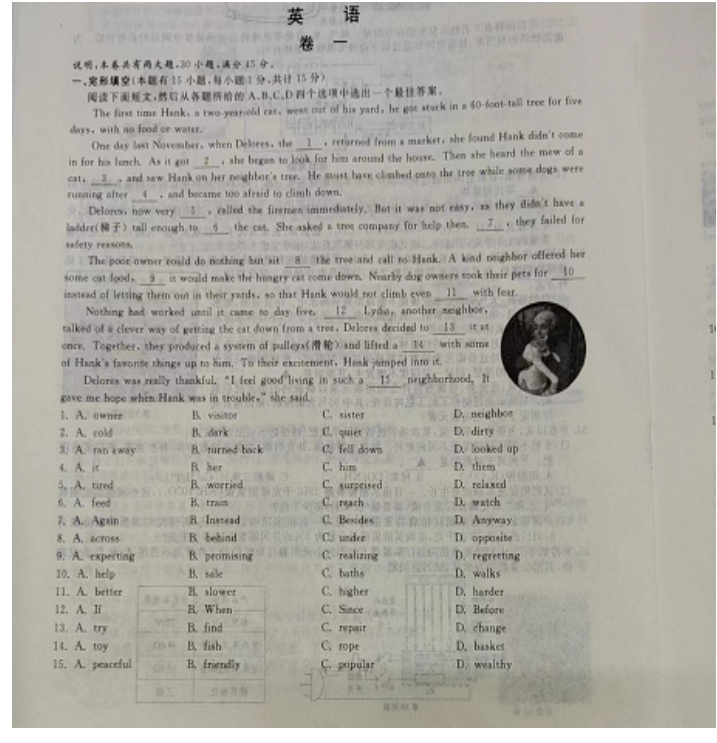 英 语
卷 一
说明:本卷共有两大题,30小题,满分45分。
一、完形填空(本题有15小题,每小题1分,共计15分)
阅读下面短文,然后从各题所给的A、B、C、D四个选项中选出一个最佳答案。
The first time Hank, a two-year-old cat, went out of his yard, he got stuck in a 60-foot-tall tree for five
days, with no food or water.
One day last November, when Delores, the 1 , returned from a market, she found Hank didn't come
in for his lunch. As it got 2 , she began to look for him around the house. Then she heard the mew of a
cat, 3 , and saw Hank on her neighbor's tree. He must have climbed onto the tree while some dogs were
running after 4 , and became too afraid to climb down.
Delores, now very 5 , called the firemen immediately. But it was not easy, as they didn't have a
ladder(梯子) tall enough to 6 the cat. She asked a tree company for help then. 7 , they failed for
safety reasons.
The poor owner could do nothing but sit 8 the tree and call to Hank. A kind neighbor offered her
some cat food, 9 it would make the hungry cat come down. Nearby dog owners took their pets for 10
instead of letting them out in their yards, so that Hank would not climb even 11 with fear.
Nothing had worked until it came to day five. 12 Lydia, another neighbor,
talked of a clever way of getting the cat down from a tree, Delores decided to 13 it at
once. Together, they produced a system of pulleys(滑轮) and lifted a 14 with some
of Hank's favorite things up to him. To their excitement, Hank jumped into it.
Delores was really thankful. "I feel good living in such a 15 neighborhood. It
gave me hope when Hank was in trouble," she said.
1. A. owner B. visitor C. sister D. neighbor
2. A. cold B. dark C. quiet D. dirty
3. A. ran away B. turned back C. fell down D. looked up
4. A. it B. her C. him D. them
5. A. tired B. worried C. surprised D. relaxed
6. A. feed B. train C. reach D. watch
7. A. Again B. Instead C. Besides D. Anyway
8. A. across B. behind C. under D. opposite
9. A. expecting B. promising C. realizing D. regretting
10. A. help B. sale C. baths D. walks
11. A. better B. slower C. higher D. harder
12. A. If B. When C. Since D. Before
13. A. try B. find C. repair D. change
14. A. toy B. fish C. rope D. basket
15. A. peaceful B. friendly C. popular D. wealthy